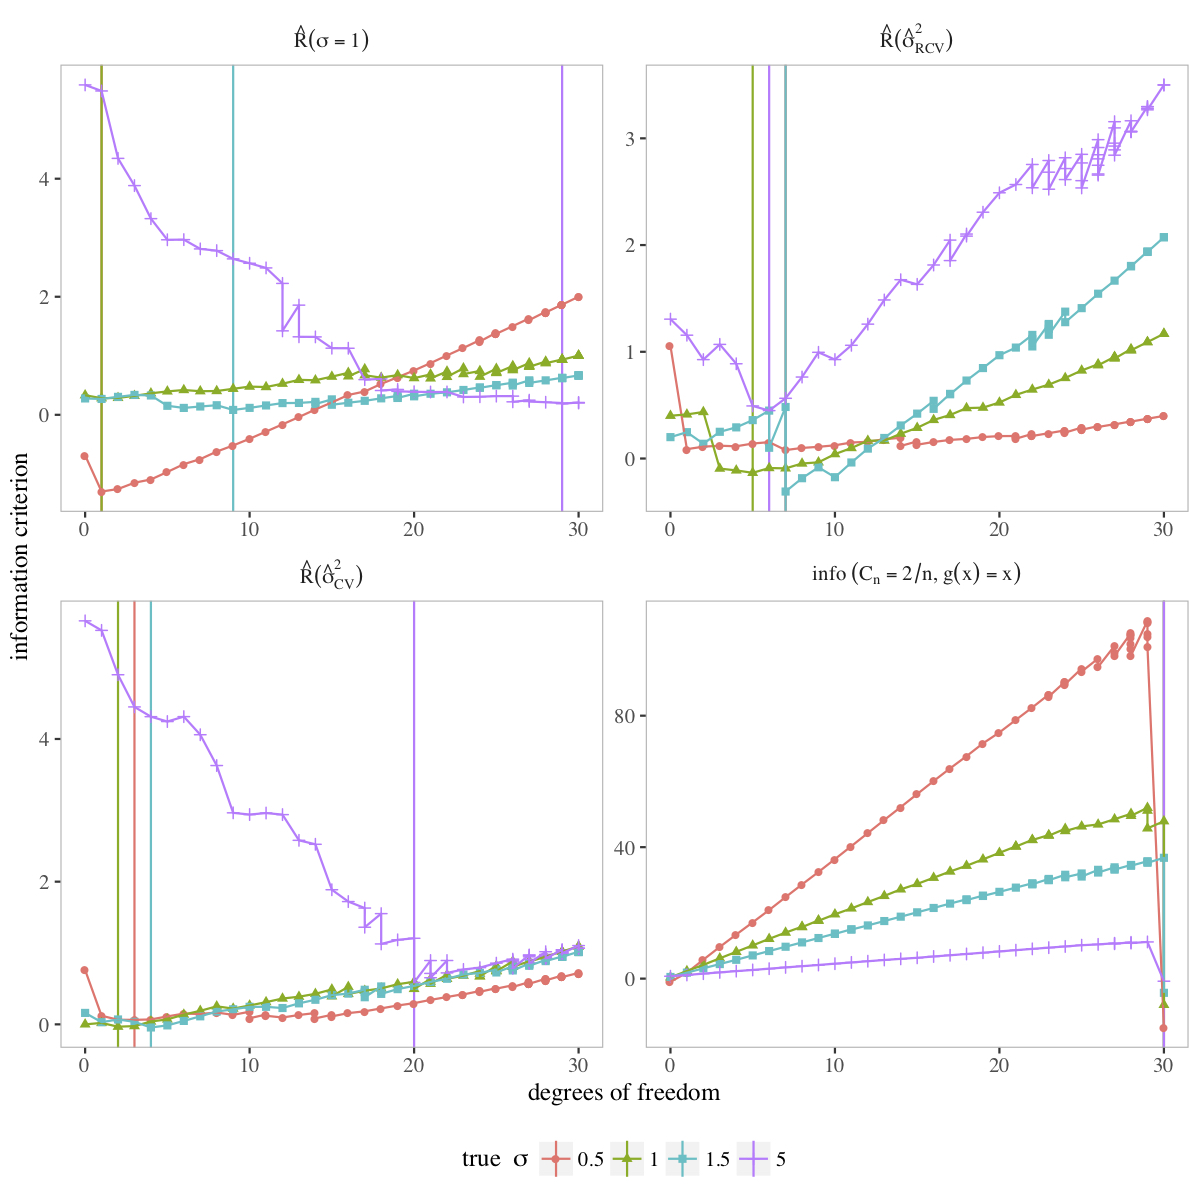 R̂(σ = 1)
R̂(σ̂²_RCV)
4
2
0
3
2
1
0
0 10 20 30
0 10 20 30
information criterion
R̂(σ̂²_CV)
info (C_n = 2/n, g(x) = x)
4
2
0
80
40
0
0 10 20 30
0 10 20 30
degrees of freedom
true σ 0.5 1 1.5 5